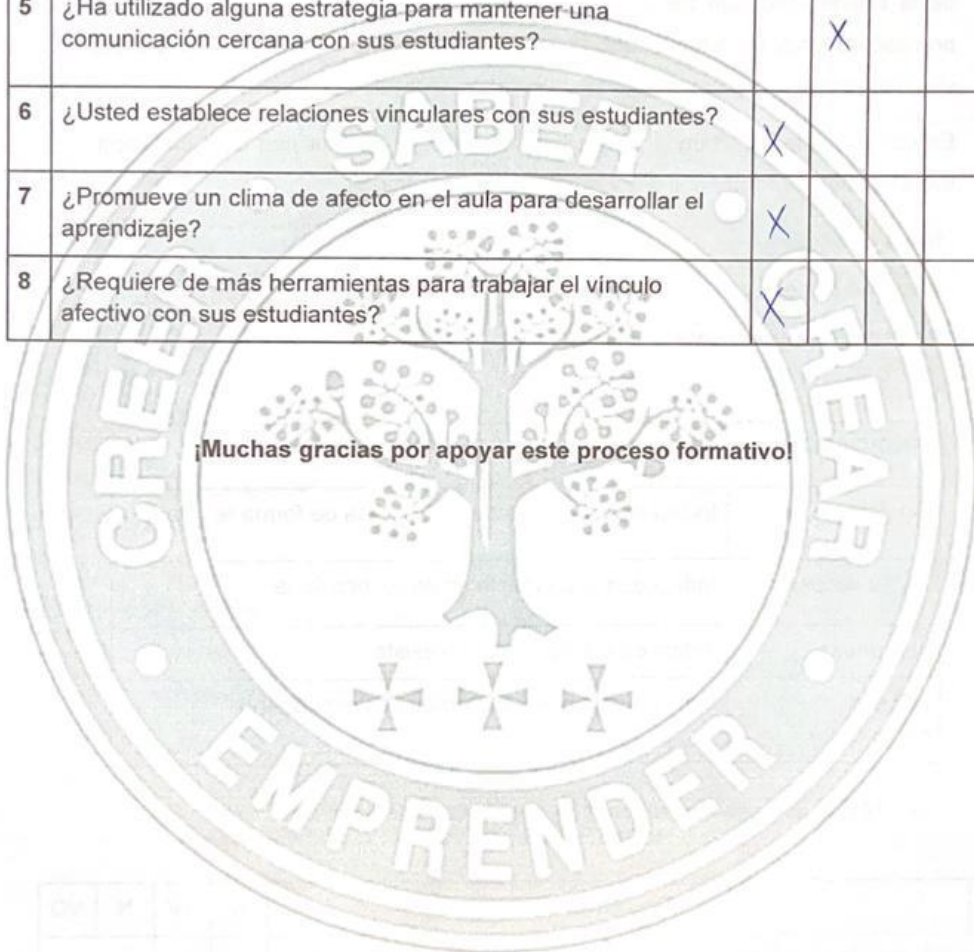 5 ¿Ha utilizado alguna estrategia para mantener una
comunicación cercana con sus estudiantes? X
6 ¿Usted establece relaciones vinculares con sus estudiantes? X
7 ¿Promueve un clima de afecto en el aula para desarrollar el
aprendizaje? X
8 ¿Requiere de más herramientas para trabajar el vínculo
afectivo con sus estudiantes? X
¡Muchas gracias por apoyar este proceso formativo!
SABER
CREER
CREAR
EMPRENDER